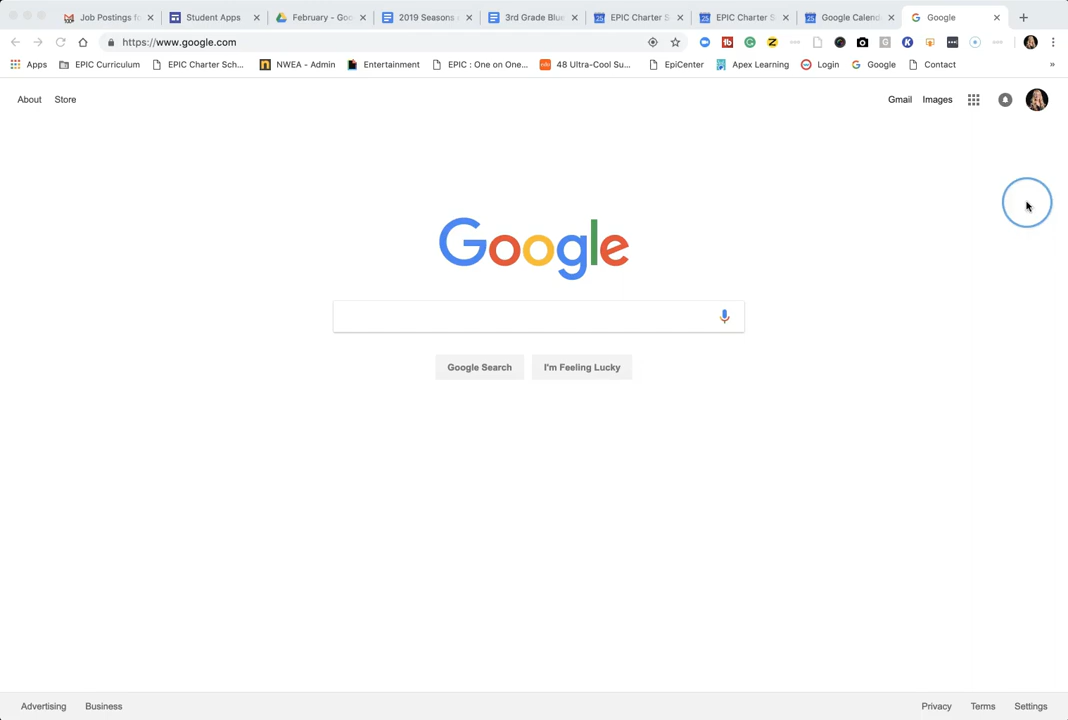 Job Postings fo
Student Apps
February - Goo
2019 Seasons
3rd Grade Blue
EPIC Charter S
EPIC Charter S
Google Calend
Google
https://www.google.com
Apps
EPIC Curriculum
EPIC Charter Sch...
NWEA - Admin
Entertainment
EPIC : One on One...
48 Ultra-Cool Su...
EpiCenter
Apex Learning
Login
Google
Contact
»
About
Store
Gmail
Images
Google
Google Search
I'm Feeling Lucky
Advertising
Business
Privacy
Terms
Settings